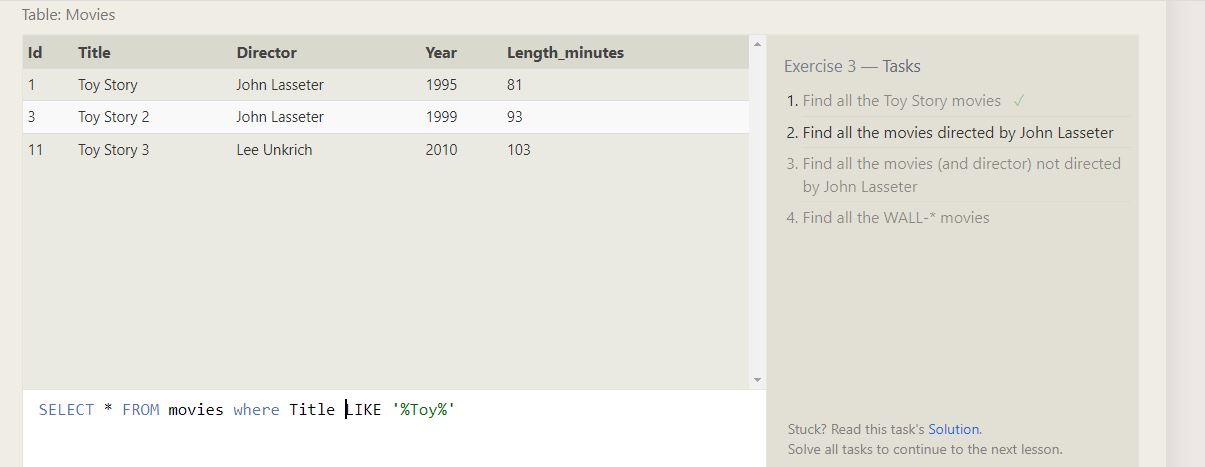 Table: Movies
Id Title Director Year Length_minutes
1 Toy Story John Lasseter 1995 81
3 Toy Story 2 John Lasseter 1999 93
11 Toy Story 3 Lee Unkrich 2010 103
SELECT * FROM movies where Title LIKE '%Toy%'
Exercise 3 — Tasks
1. Find all the Toy Story movies ✓
2. Find all the movies directed by John Lasseter
3. Find all the movies (and director) not directed
by John Lasseter
4. Find all the WALL-* movies
Stuck? Read this task's Solution.
Solve all tasks to continue to the next lesson.